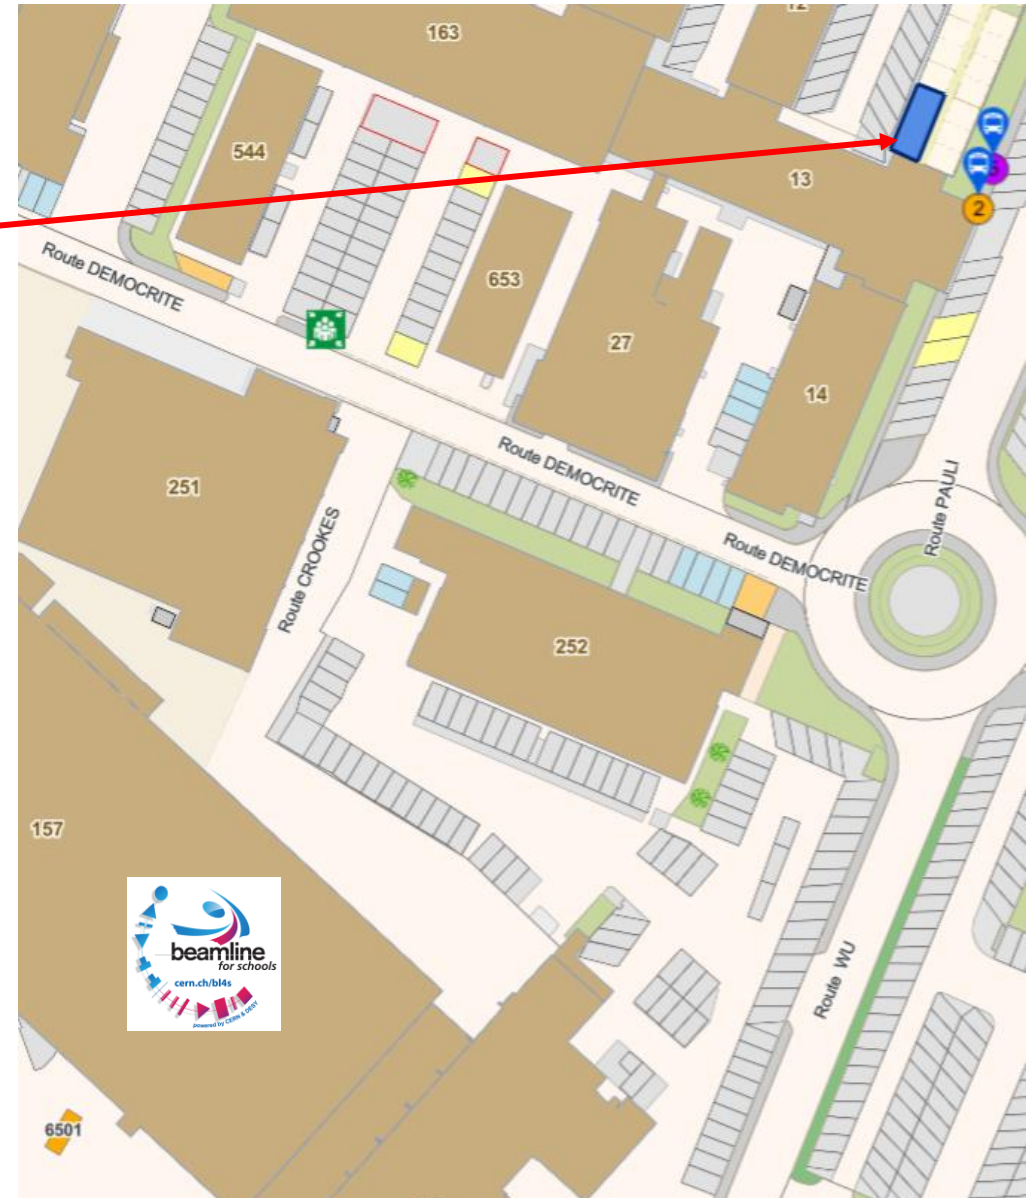 12
163
544
13
2
Route DEMOCRITE
653
27
14
251
Route DEMOCRITE
Route PAULI
Route CROOKES
Route DEMOCRITE
252
157
beamline
for schools
cern.ch/bl4s
powered by CERN & DESY
Route WU
6501